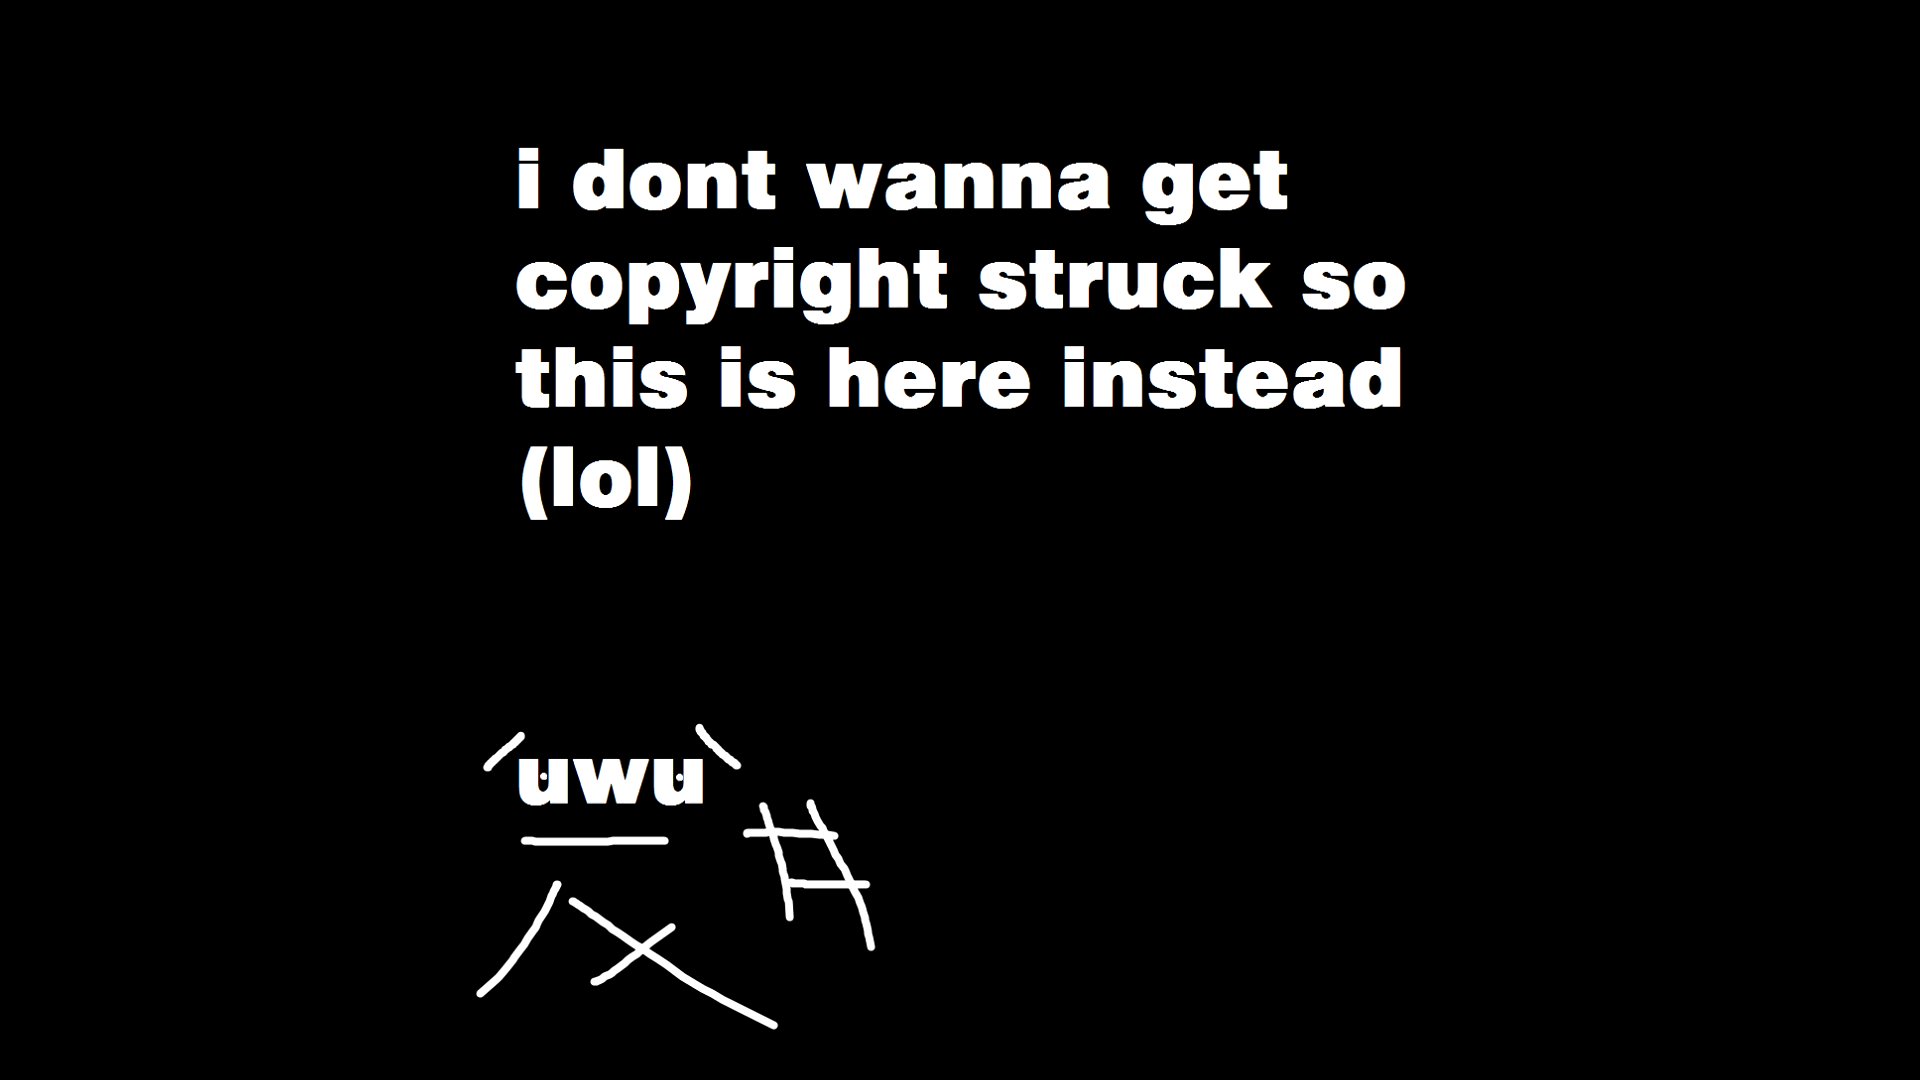 i dont wanna get
copyright struck so
this is here instead
(lol)
uwu